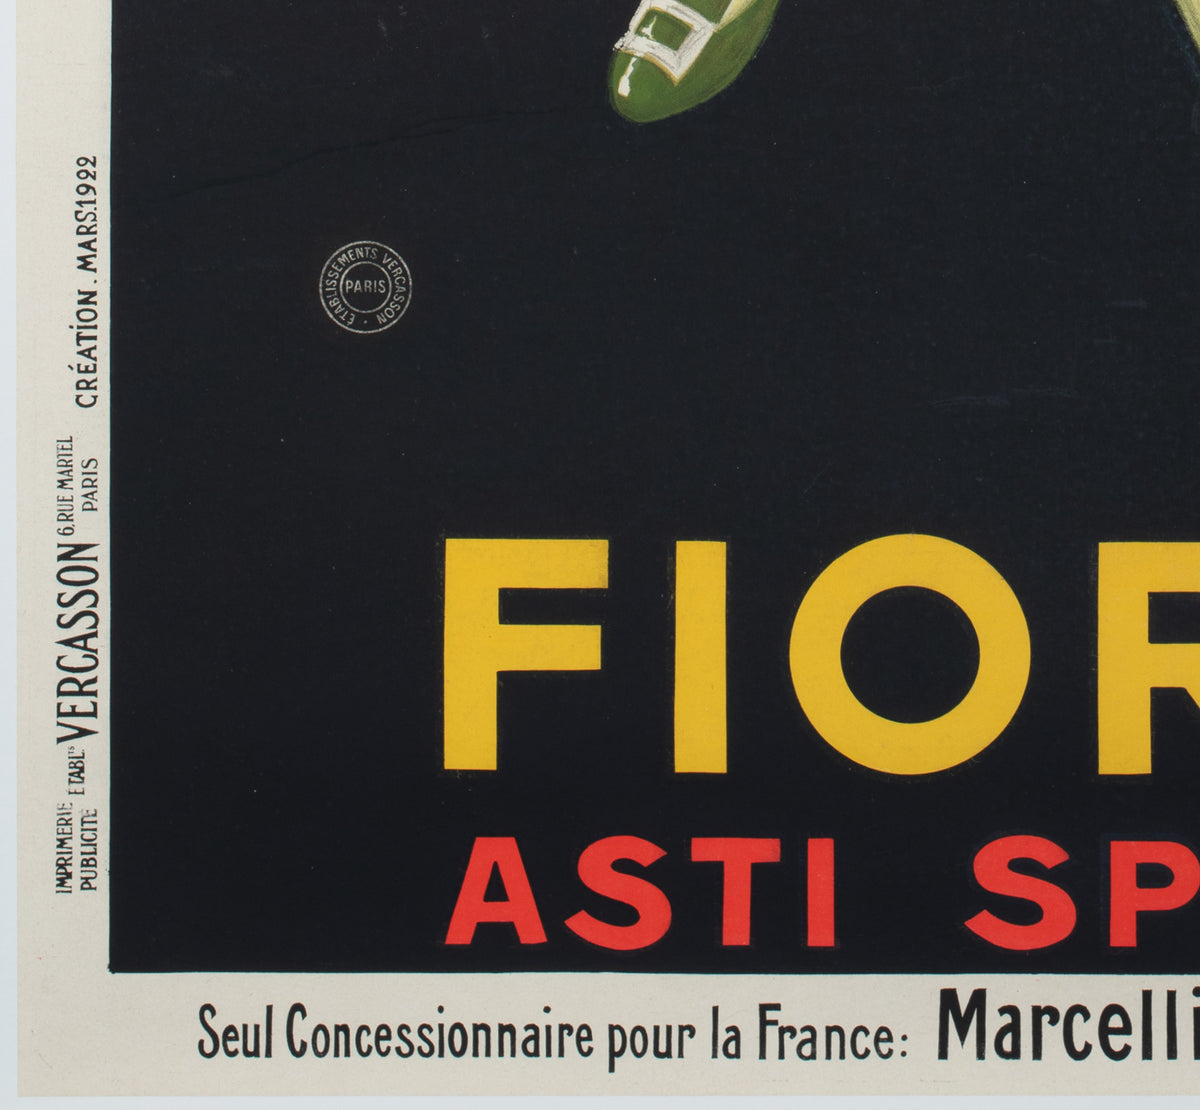 CRÉATION . MARS.1922
IMPRIMERIE
PUBLICITÉ
ETABL.TS VERCASSON 6.RUE MARTEL
PARIS
ÉTABLISSEMENTS VERCASSON ·
PARIS
FIOR
ASTI SP
Seul Concessionnaire pour la France: Marcelli